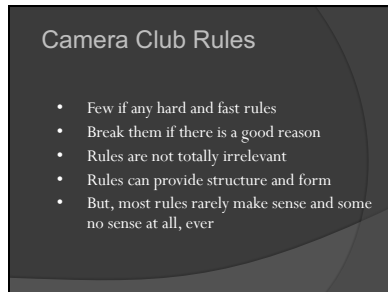 Camera Club Rules
• Few if any hard and fast rules
• Break them if there is a good reason
• Rules are not totally irrelevant
• Rules can provide structure and form
• But, most rules rarely make sense and some
no sense at all, ever